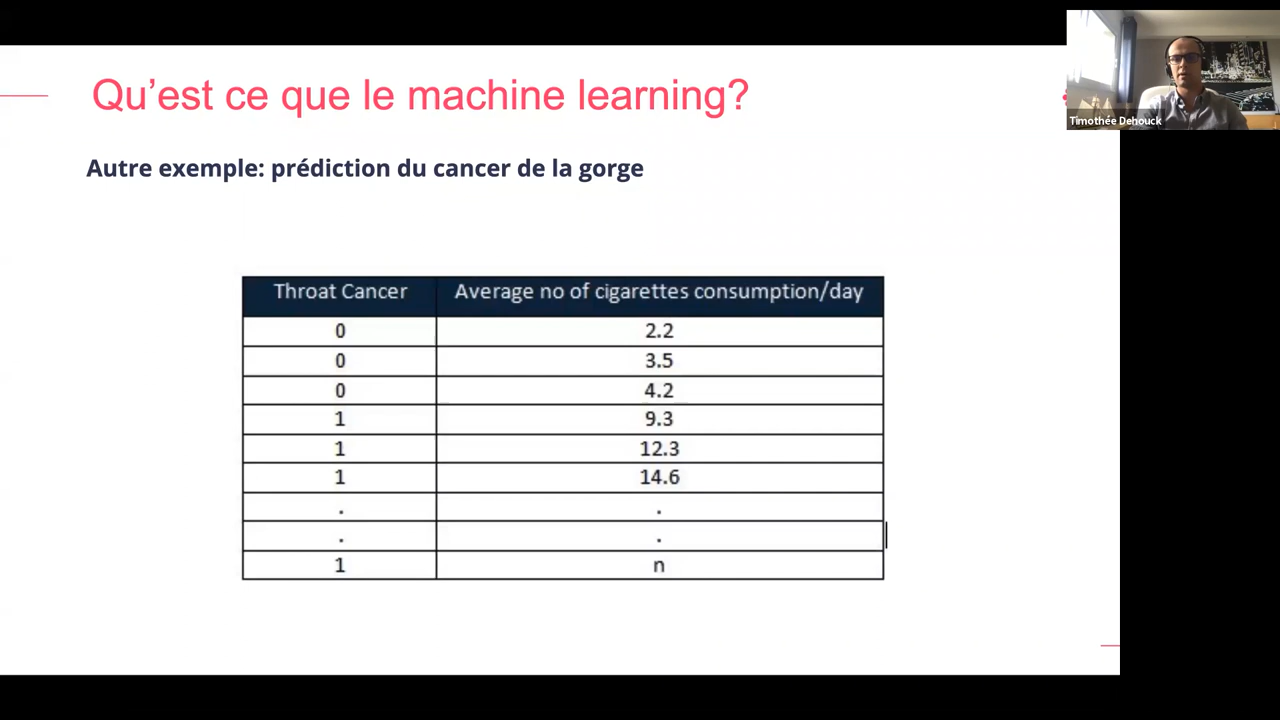 Qu'est ce que le machine learning?
Timothée Dehouck
Autre exemple: prédiction du cancer de la gorge
Throat Cancer Average no of cigarettes consumption/day
0 2.2
0 3.5
0 4.2
1 9.3
1 12.3
1 14.6
. .
. .
1 n